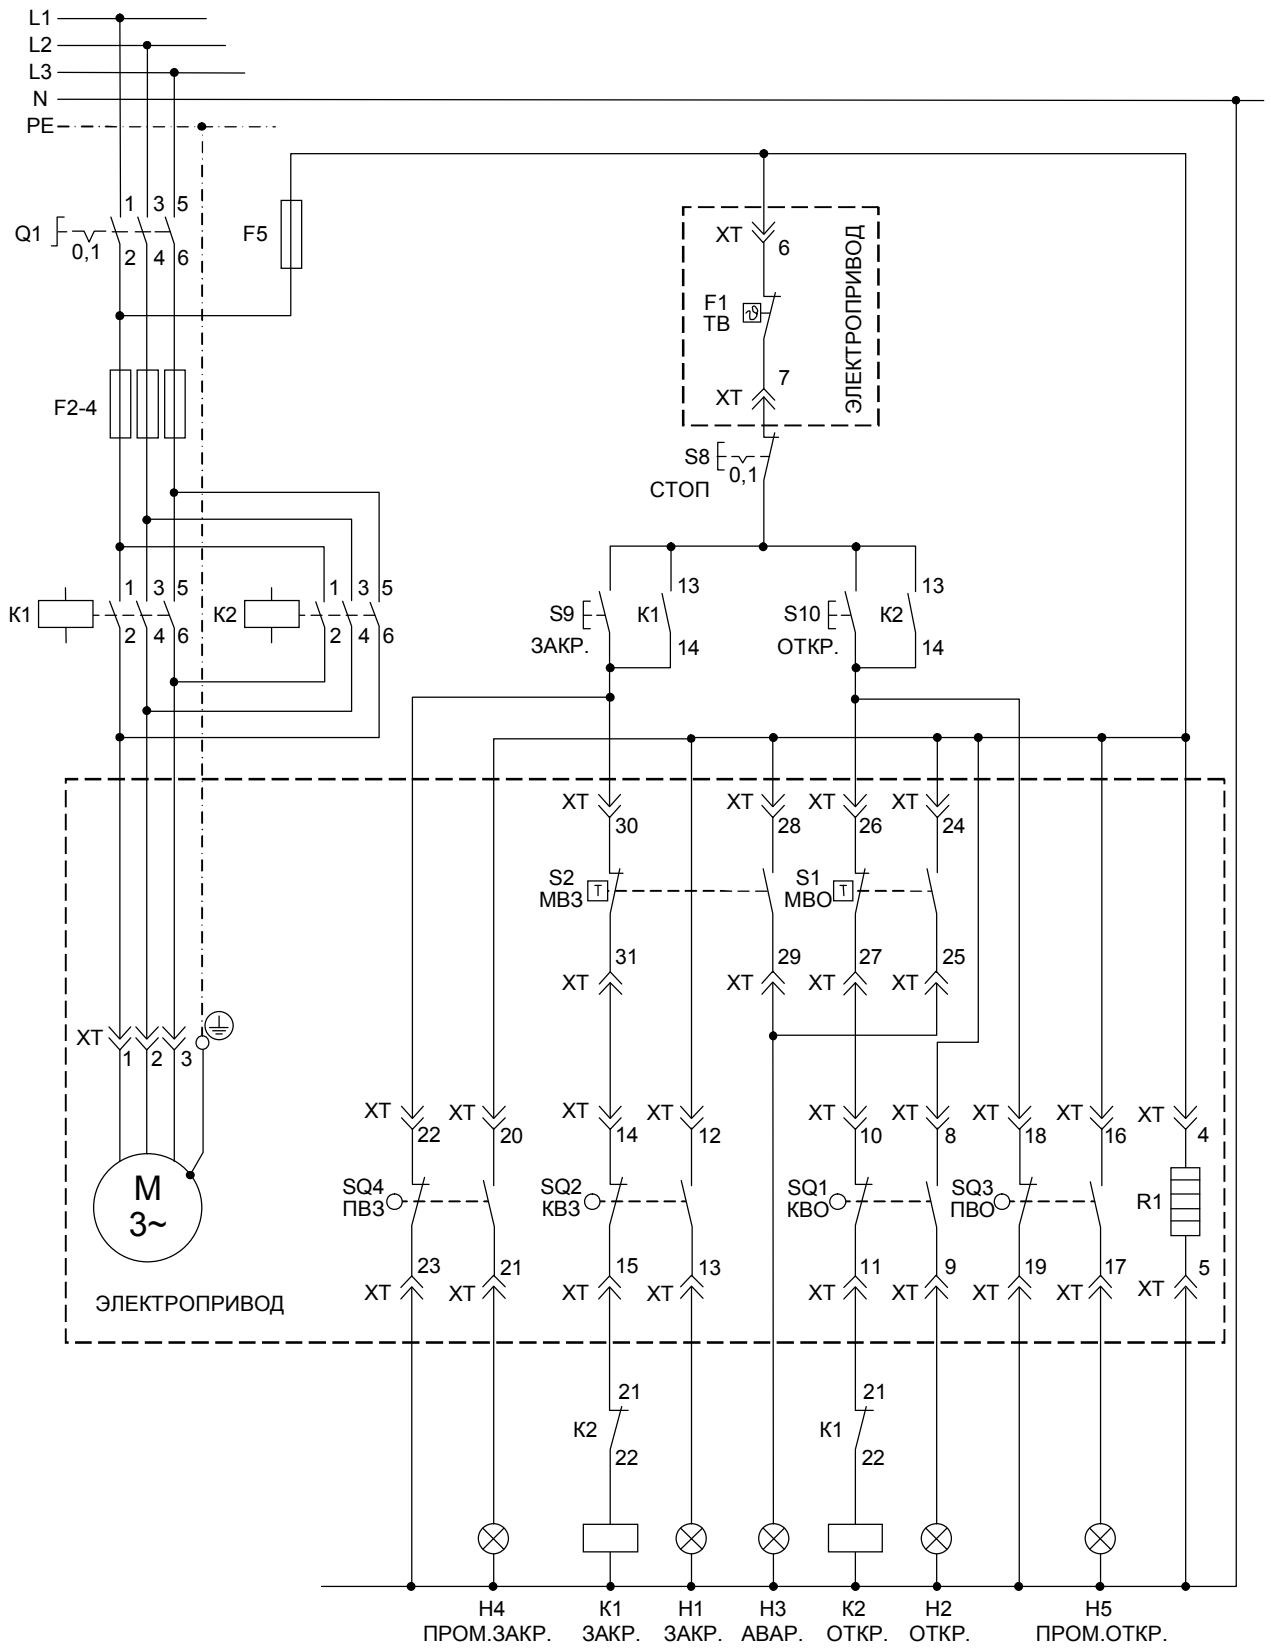 L1
L2
L3
N
PE
1 3 5
Q1
0,1
2 4 6
F5
F2-4
XT
6
F1
ТВ
7
XT
ЭЛЕКТРОПРИВОД
S8
0,1
СТОП
1 3 5
K1
2 4 6
1 3 5
K2
2 4 6
13
S9
K1
ЗАКР.
14
13
S10
K2
ОТКР.
14
XT XT XT XT
30 28 26 24
S2
МВЗ
T
S1
МВО
T
31 29 27 25
XT XT XT XT
XT
1 2 3
M
3~
ЭЛЕКТРОПРИВОД
XT XT XT XT XT XT XT XT XT
22 20 14 12 10 8 18 16 4
SQ4
ПВЗ
SQ2
КВЗ
SQ1
КВО
SQ3
ПВО
R1
23 21 15 13 11 9 19 17 5
XT XT XT XT XT XT XT XT XT
21
K2
22
21
K1
22
H4 K1 H1 H3 K2 H2 H5
ПРОМ.ЗАКР. ЗАКР. ЗАКР. АВАР. ОТКР. ОТКР. ПРОМ.ОТКР.